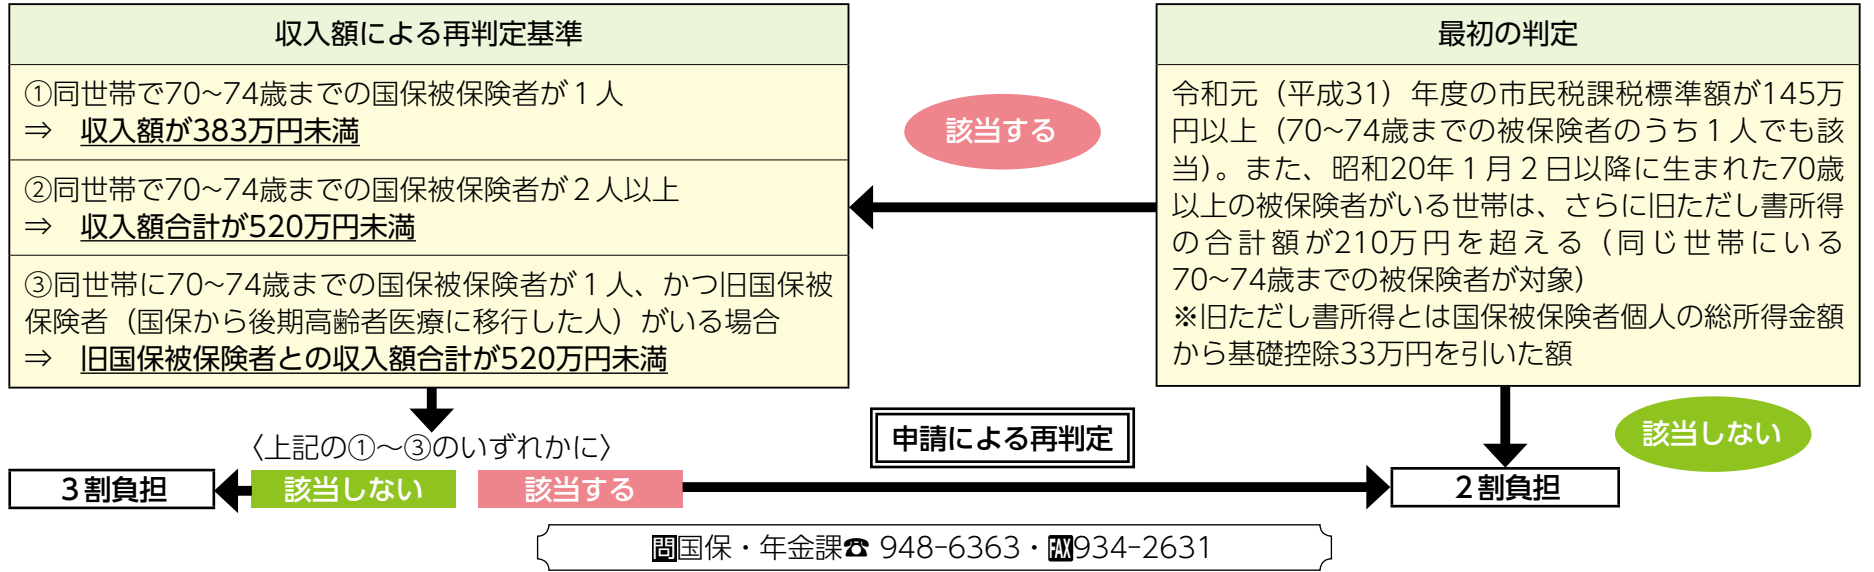 収入額による再判定基準
①同世帯で70~74歳までの国保被保険者が１人
⇒　収入額が383万円未満
②同世帯で70~74歳までの国保被保険者が２人以上
⇒　収入額合計が520万円未満
③同世帯に70~74歳までの国保被保険者が１人、かつ旧国保被
保険者（国保から後期高齢者医療に移行した人）がいる場合
⇒　旧国保被保険者との収入額合計が520万円未満
該当する
最初の判定
令和元（平成31）年度の市民税課税標準額が145万
円以上（70~74歳までの被保険者のうち１人でも該
当）。また、昭和20年１月２日以降に生まれた70歳
以上の被保険者がいる世帯は、さらに旧ただし書所得
の合計額が210万円を超える（同じ世帯にいる
70~74歳までの被保険者が対象）
※旧ただし書所得とは国保被保険者個人の総所得金額
から基礎控除33万円を引いた額
〈上記の①～③のいずれかに〉
３割負担
該当しない
該当する
申請による再判定
該当しない
２割負担
問国保・年金課☎ 948-6363・FAX934-2631